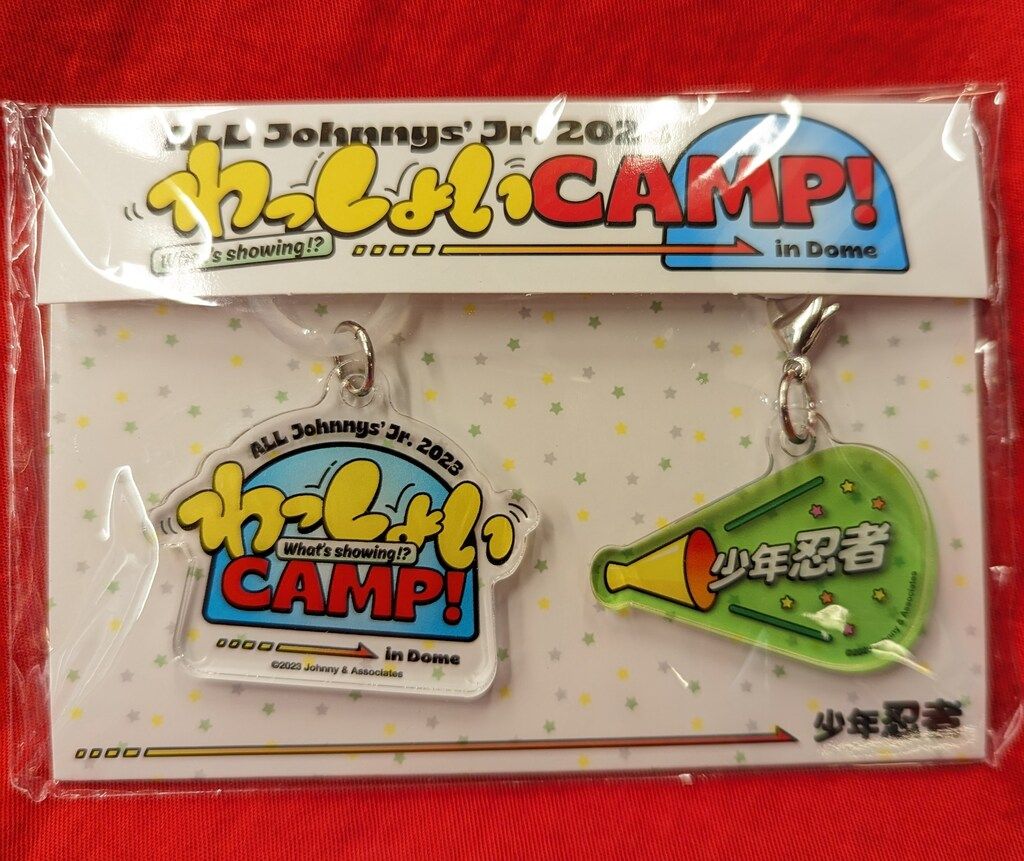 ALL Johnnys' Jr. 202
わっしょいCAMP!
What's showing!?
in Dome
ALL Johnnys' Jr. 2023
わっしょい
What's showing!?
CAMP!
in Dome
©2023 Johnny & Associates
少年忍者
& Associates
少年忍者